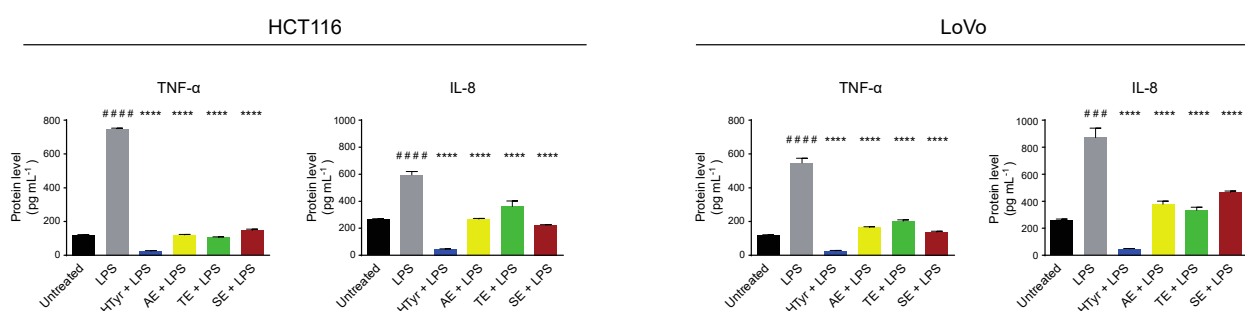 HCT116
LoVo
TNF-α
IL-8
TNF-α
IL-8
#### **** **** **** ****
#### **** **** **** ****
#### **** **** **** ****
### **** **** **** ****
Protein level
(pg mL⁻¹)
800
600
400
200
0
Untreated
LPS
HTyr + LPS
AE + LPS
TE + LPS
SE + LPS
Protein level
(pg mL⁻¹)
1000
800
600
400
200
0
Untreated
LPS
HTyr + LPS
AE + LPS
TE + LPS
SE + LPS
Protein level
(pg mL⁻¹)
800
600
400
200
0
Untreated
LPS
HTyr + LPS
AE + LPS
TE + LPS
SE + LPS
Protein level
(pg mL⁻¹)
1000
800
600
400
200
0
Untreated
LPS
HTyr + LPS
AE + LPS
TE + LPS
SE + LPS